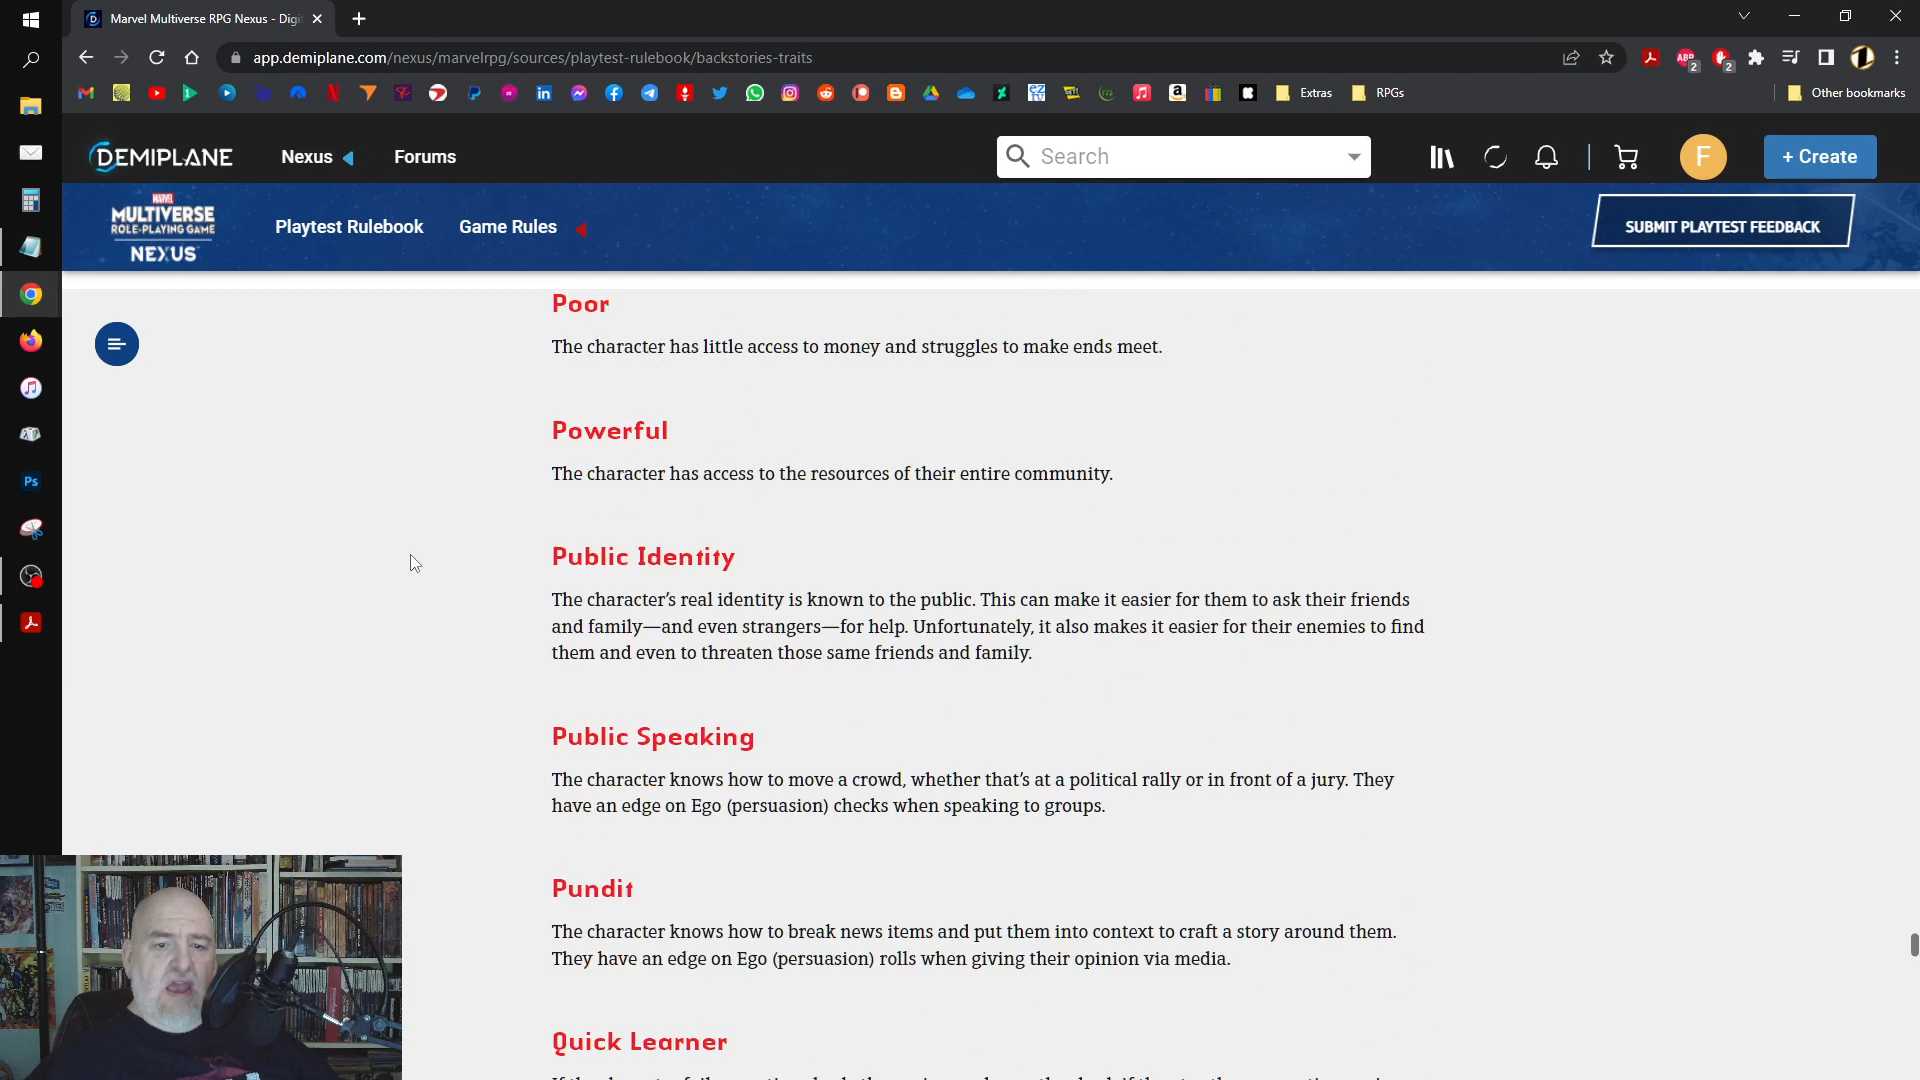 Marvel Multiverse RPG Nexus - Digi
app.demiplane.com/nexus/marvelrpg/sources/playtest-rulebook/backstories-traits
ABP
2
2
Extras
RPGs
Other bookmarks
DEMIPLANE
Nexus
Forums
Search
F
+ Create
MARVEL
MULTIVERSE
ROLE-PLAYING GAME
NEXUS
Playtest Rulebook
Game Rules
SUBMIT PLAYTEST FEEDBACK
Poor
The character has little access to money and struggles to make ends meet.
Powerful
The character has access to the resources of their entire community.
Public Identity
The character’s real identity is known to the public. This can make it easier for them to ask their friends
and family—and even strangers—for help. Unfortunately, it also makes it easier for their enemies to find
them and even to threaten those same friends and family.
Public Speaking
The character knows how to move a crowd, whether that’s at a political rally or in front of a jury. They
have an edge on Ego (persuasion) checks when speaking to groups.
Pundit
The character knows how to break news items and put them into context to craft a story around them.
They have an edge on Ego (persuasion) rolls when giving their opinion via media.
Quick Learner
Ps